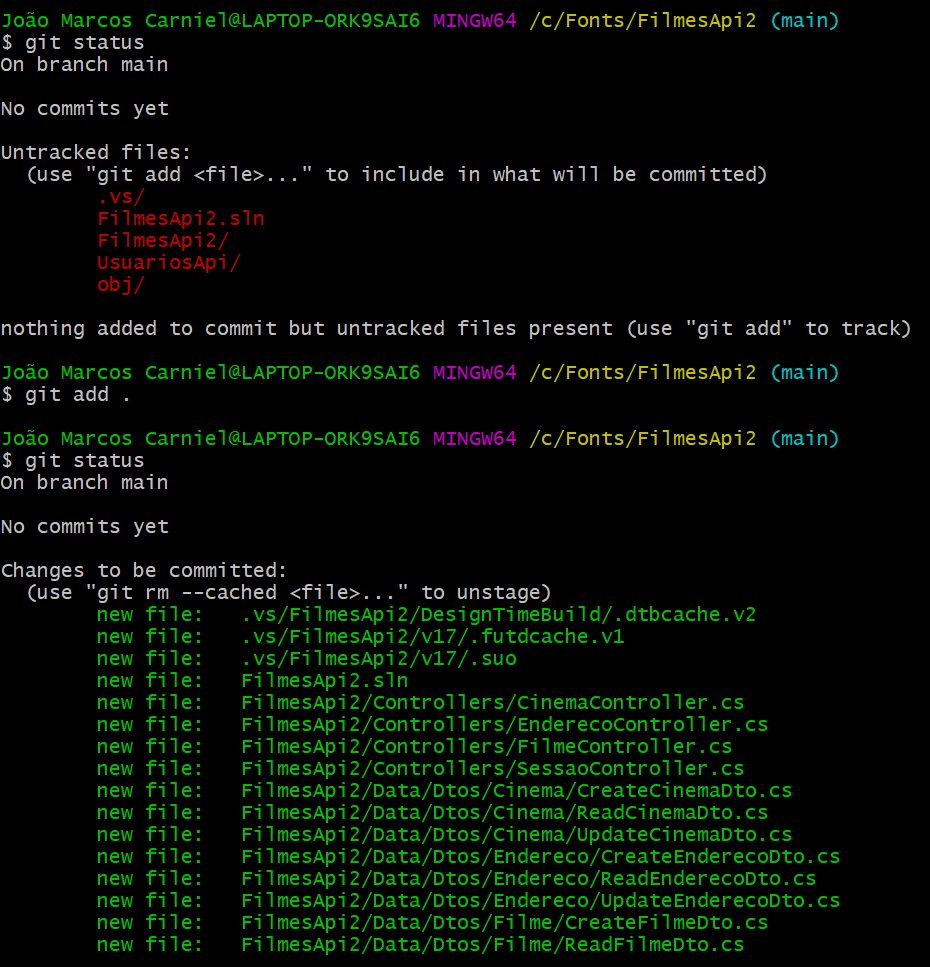 João Marcos Carniel@LAPTOP-ORK9SAI6 MINGW64 /c/Fonts/FilmesApi2 (main)
$ git status
On branch main
No commits yet
Untracked files:
(use "git add <file>..." to include in what will be committed)
.vs/
FilmesApi2.sln
FilmesApi2/
UsuariosApi/
obj/
nothing added to commit but untracked files present (use "git add" to track)
João Marcos Carniel@LAPTOP-ORK9SAI6 MINGW64 /c/Fonts/FilmesApi2 (main)
$ git add .
João Marcos Carniel@LAPTOP-ORK9SAI6 MINGW64 /c/Fonts/FilmesApi2 (main)
$ git status
On branch main
No commits yet
Changes to be committed:
(use "git rm --cached <file>..." to unstage)
new file:   .vs/FilmesApi2/DesignTimeBuild/.dtbcache.v2
new file:   .vs/FilmesApi2/v17/.futdcache.v1
new file:   .vs/FilmesApi2/v17/.suo
new file:   FilmesApi2.sln
new file:   FilmesApi2/Controllers/CinemaController.cs
new file:   FilmesApi2/Controllers/EnderecoController.cs
new file:   FilmesApi2/Controllers/FilmeController.cs
new file:   FilmesApi2/Controllers/SessaoController.cs
new file:   FilmesApi2/Data/Dtos/Cinema/CreateCinemaDto.cs
new file:   FilmesApi2/Data/Dtos/Cinema/ReadCinemaDto.cs
new file:   FilmesApi2/Data/Dtos/Cinema/UpdateCinemaDto.cs
new file:   FilmesApi2/Data/Dtos/Endereco/CreateEnderecoDto.cs
new file:   FilmesApi2/Data/Dtos/Endereco/ReadEnderecoDto.cs
new file:   FilmesApi2/Data/Dtos/Endereco/UpdateEnderecoDto.cs
new file:   FilmesApi2/Data/Dtos/Filme/CreateFilmeDto.cs
new file:   FilmesApi2/Data/Dtos/Filme/ReadFilmeDto.cs